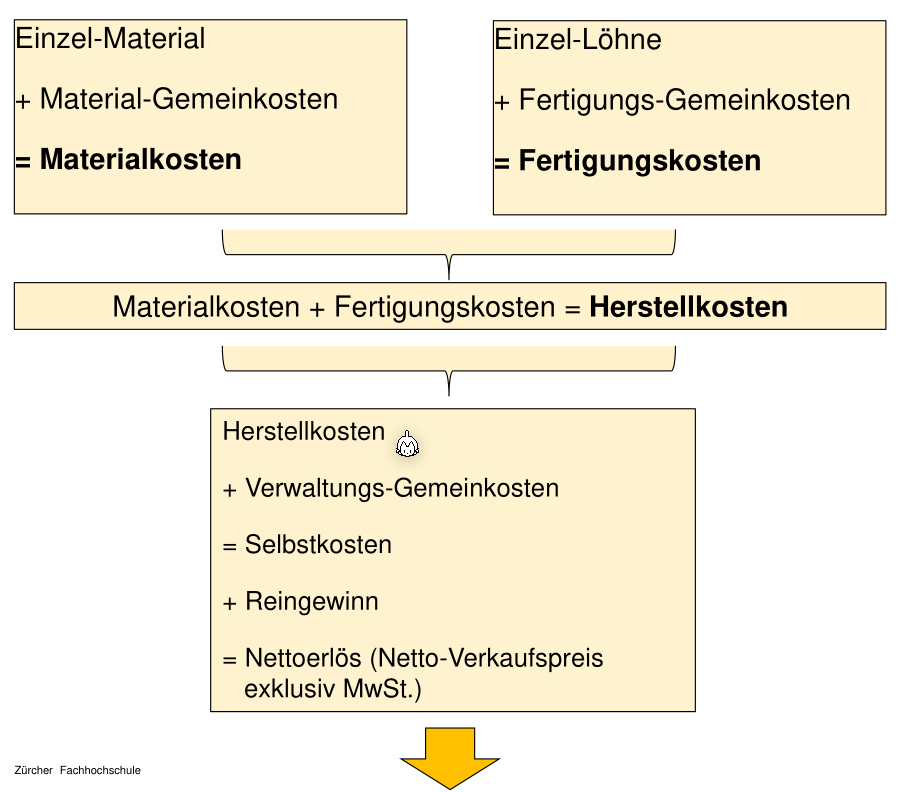 Einzel-Material
+ Material-Gemeinkosten
= Materialkosten
Einzel-Löhne
+ Fertigungs-Gemeinkosten
= Fertigungskosten
Materialkosten + Fertigungskosten = Herstellkosten
Herstellkosten
+ Verwaltungs-Gemeinkosten
= Selbstkosten
+ Reingewinn
= Nettoerlös (Netto-Verkaufspreis
exklusiv MwSt.)
Zürcher Fachhochschule